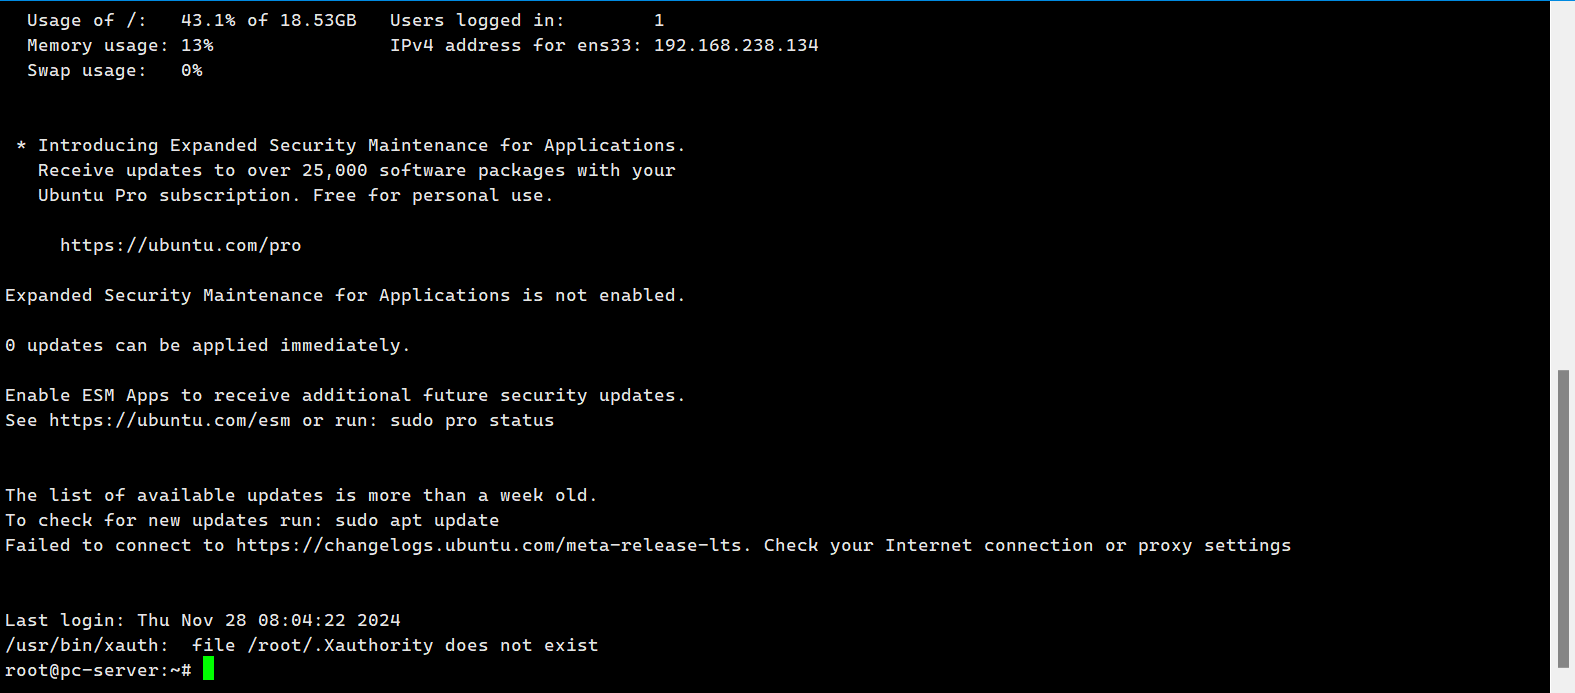 Usage of /:   43.1% of 18.53GB   Users logged in:        1
Memory usage: 13%                IPv4 address for ens33: 192.168.238.134
Swap usage:   0%
* Introducing Expanded Security Maintenance for Applications.
Receive updates to over 25,000 software packages with your
Ubuntu Pro subscription. Free for personal use.
https://ubuntu.com/pro
Expanded Security Maintenance for Applications is not enabled.
0 updates can be applied immediately.
Enable ESM Apps to receive additional future security updates.
See https://ubuntu.com/esm or run: sudo pro status
The list of available updates is more than a week old.
To check for new updates run: sudo apt update
Failed to connect to https://changelogs.ubuntu.com/meta-release-lts. Check your Internet connection or proxy settings
Last login: Thu Nov 28 08:04:22 2024
/usr/bin/xauth:  file /root/.Xauthority does not exist
root@pc-server:~#